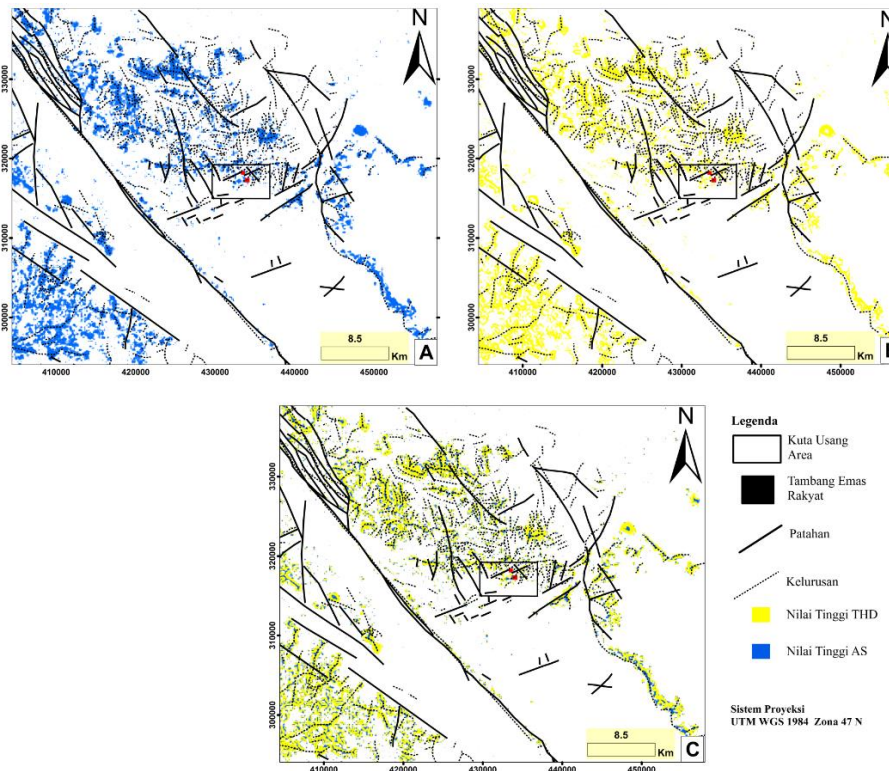 N
330000
320000
310000
300000
8.5
Km
A
410000
420000
430000
440000
450000
N
330000
320000
310000
300000
8.5
Km
410000
420000
430000
440000
450000
N
330000
320000
310000
300000
8.5
Km
C
410000
420000
430000
440000
450000
Legenda
Kuta Usang
Area
Tambang Emas
Rakyat
Patahan
Kelurusan
Nilai Tinggi THD
Nilai Tinggi AS
Sistem Proyeksi
UTM WGS 1984 Zona 47 N